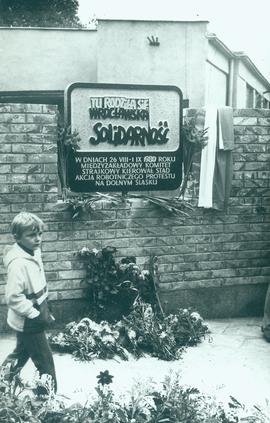 TU RODZIŁA SIĘ
WROCŁAWSKA
SOLIDARNOŚĆ
W DNIACH 26 VIII-1 IX 1980 ROKU
MIĘDZYZAKŁADOWY KOMITET
STRAJKOWY KIEROWAŁ STĄD
AKCJĄ ROBOTNICZEGO PROTESTU
NA DOLNYM ŚLĄSKU